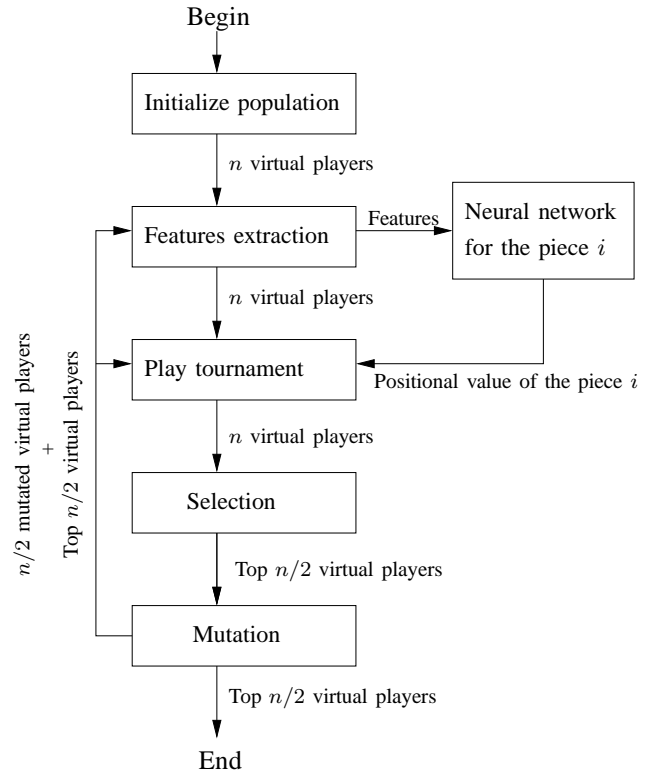 Begin
Initialize population
n virtual players
Features extraction
Features
Neural network
for the piece i
n virtual players
Play tournament
Positional value of the piece i
n virtual players
Selection
Top n/2 virtual players
Mutation
Top n/2 virtual players
End
n/2 mutated virtual players
+
Top n/2 virtual players